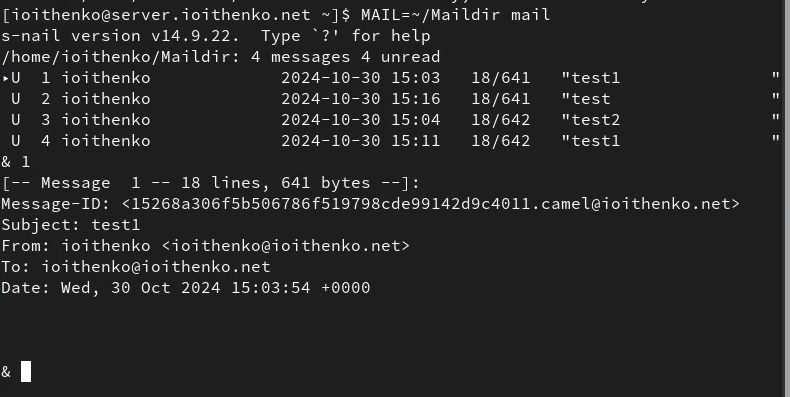 [ioithenko@server.ioithenko.net ~]$ MAIL=~/Maildir mail
s-nail version v14.9.22.  Type `?' for help
/home/ioithenko/Maildir: 4 messages 4 unread
▸U  1 ioithenko             2024-10-30 15:03   18/641   "test1               "
 U  2 ioithenko             2024-10-30 15:16   18/641   "test                "
 U  3 ioithenko             2024-10-30 15:04   18/642   "test2               "
 U  4 ioithenko             2024-10-30 15:11   18/642   "test1               "
& 1
[-- Message  1 -- 18 lines, 641 bytes --]:
Message-ID: <15268a306f5b506786f519798cde99142d9c4011.camel@ioithenko.net>
Subject: test1
From: ioithenko <ioithenko@ioithenko.net>
To: ioithenko@ioithenko.net
Date: Wed, 30 Oct 2024 15:03:54 +0000
&